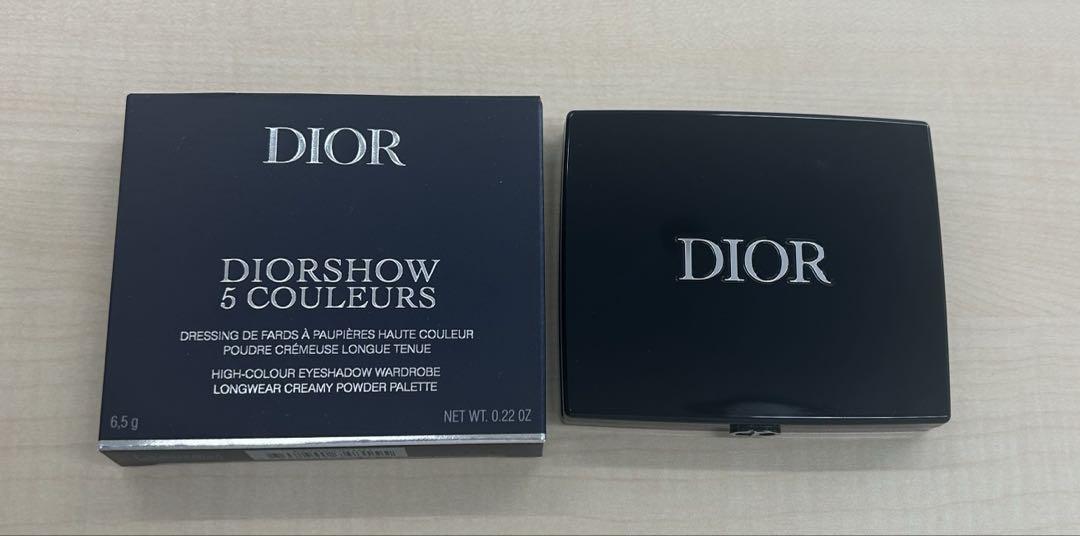 DIOR
DIORSHOW
5 COULEURS
DRESSING DE FARDS À PAUPIÈRES HAUTE COULEUR
POUDRE CRÉMEUSE LONGUE TENUE
HIGH-COLOUR EYESHADOW WARDROBE
LONGWEAR CREAMY POWDER PALETTE
6,5 g
NET WT. 0.22 OZ
DIOR